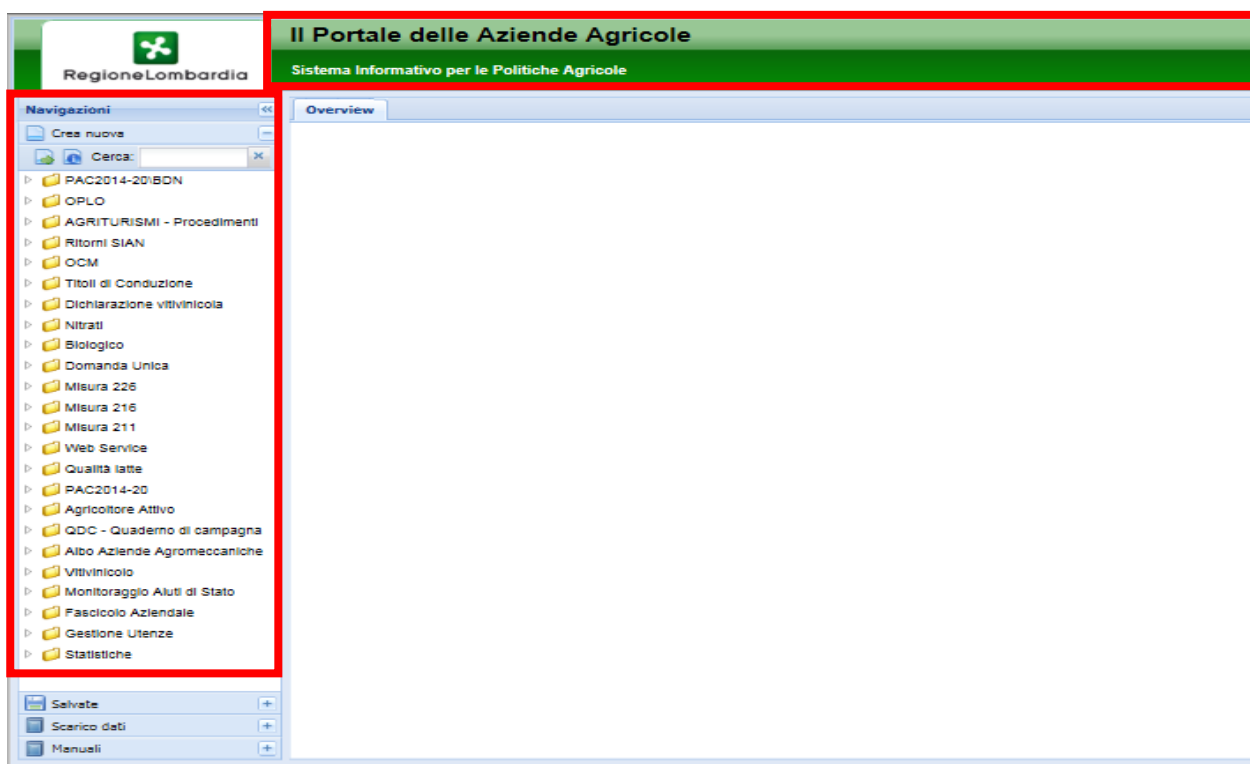 RegioneLombardia
Il Portale delle Aziende Agricole
Sistema Informativo per le Politiche Agricole
Navigazioni
Overview
Crea nuova
Cerca:
PAC2014-20\BDN
OPLO
AGRITURISMI - Procedimenti
Ritorni SIAN
OCM
Titoli di Conduzione
Dichiarazione vitivinicola
Nitrati
Biologico
Domanda Unica
Misura 226
Misura 216
Misura 211
Web Service
Qualità latte
PAC2014-20
Agricoltore Attivo
QDC - Quaderno di campagna
Albo Aziende Agromeccaniche
Vitivinicolo
Monitoraggio Aiuti di Stato
Fascicolo Aziendale
Gestione Utenze
Statistiche
Salvate
Scarico dati
Manuali